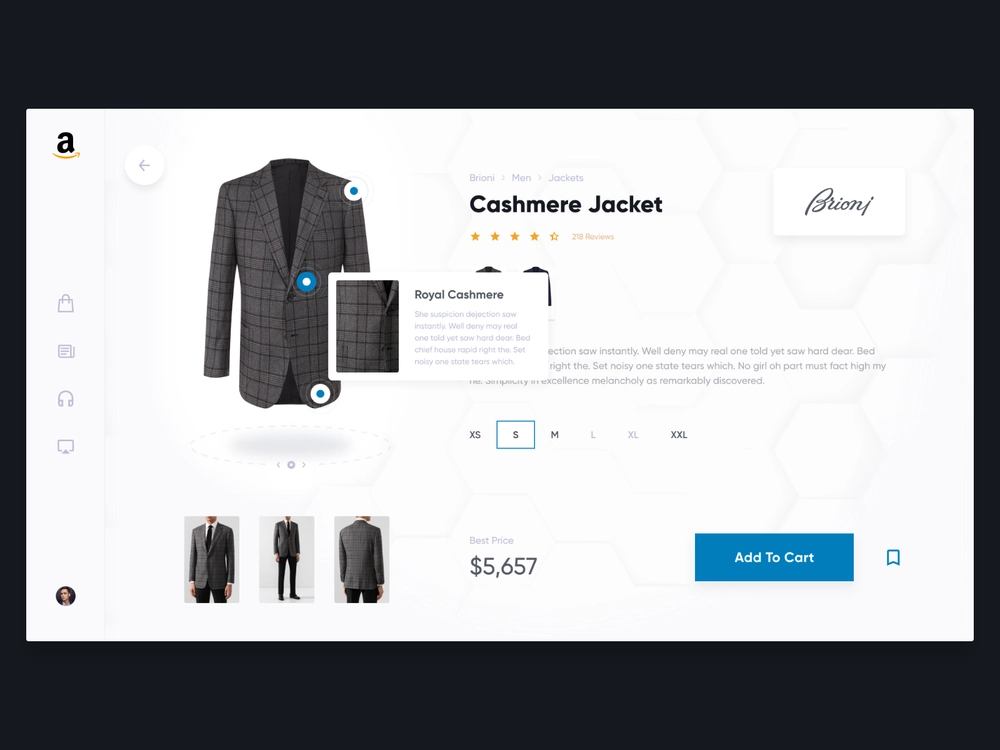 a
Brioni > Men > Jackets
Cashmere Jacket
218 Reviews
Brioni
Royal Cashmere
She suspicion dejection saw
instantly. Well deny may real
one told yet saw hard dear. Bed
chief house rapid right the. Set
noisy one state tears which.
saw instantly. Well deny may real one told yet saw hard dear. Bed
right the. Set noisy one state tears which. No girl oh part must fact high my
he. Simplicity in excellence melancholy as remarkably discovered.
XS S M L XL XXL
Best Price
$5,657
Add To Cart